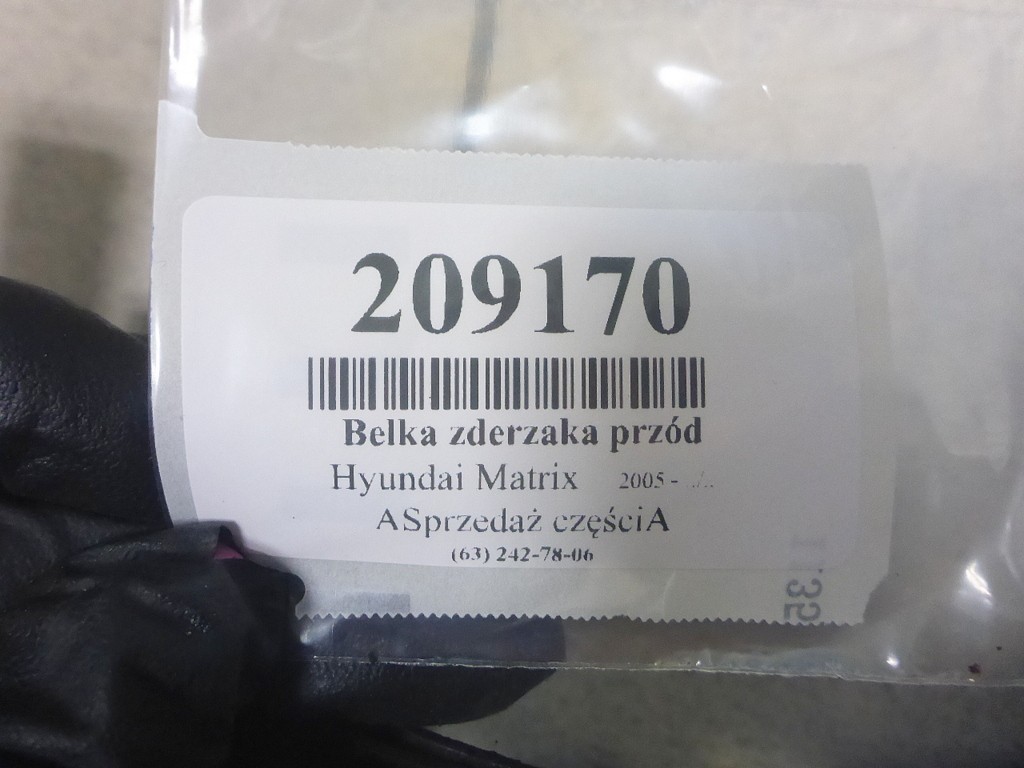 209170
Belka zderzaka przód
Hyundai Matrix 2005 -
ASprzedaż częściA
(63) 242-78-06